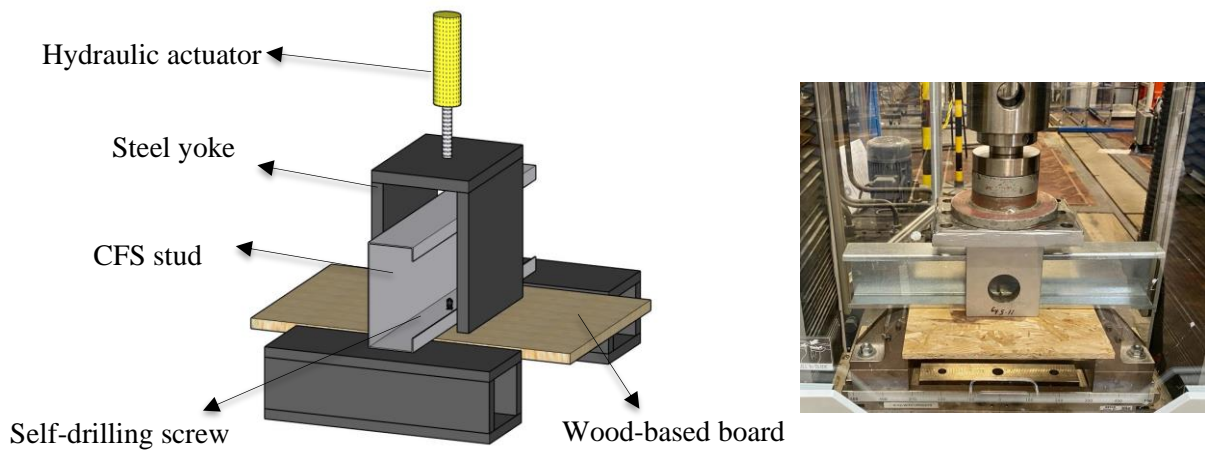 Hydraulic actuator
Steel yoke
CFS stud
Self-drilling screw
Wood-based board